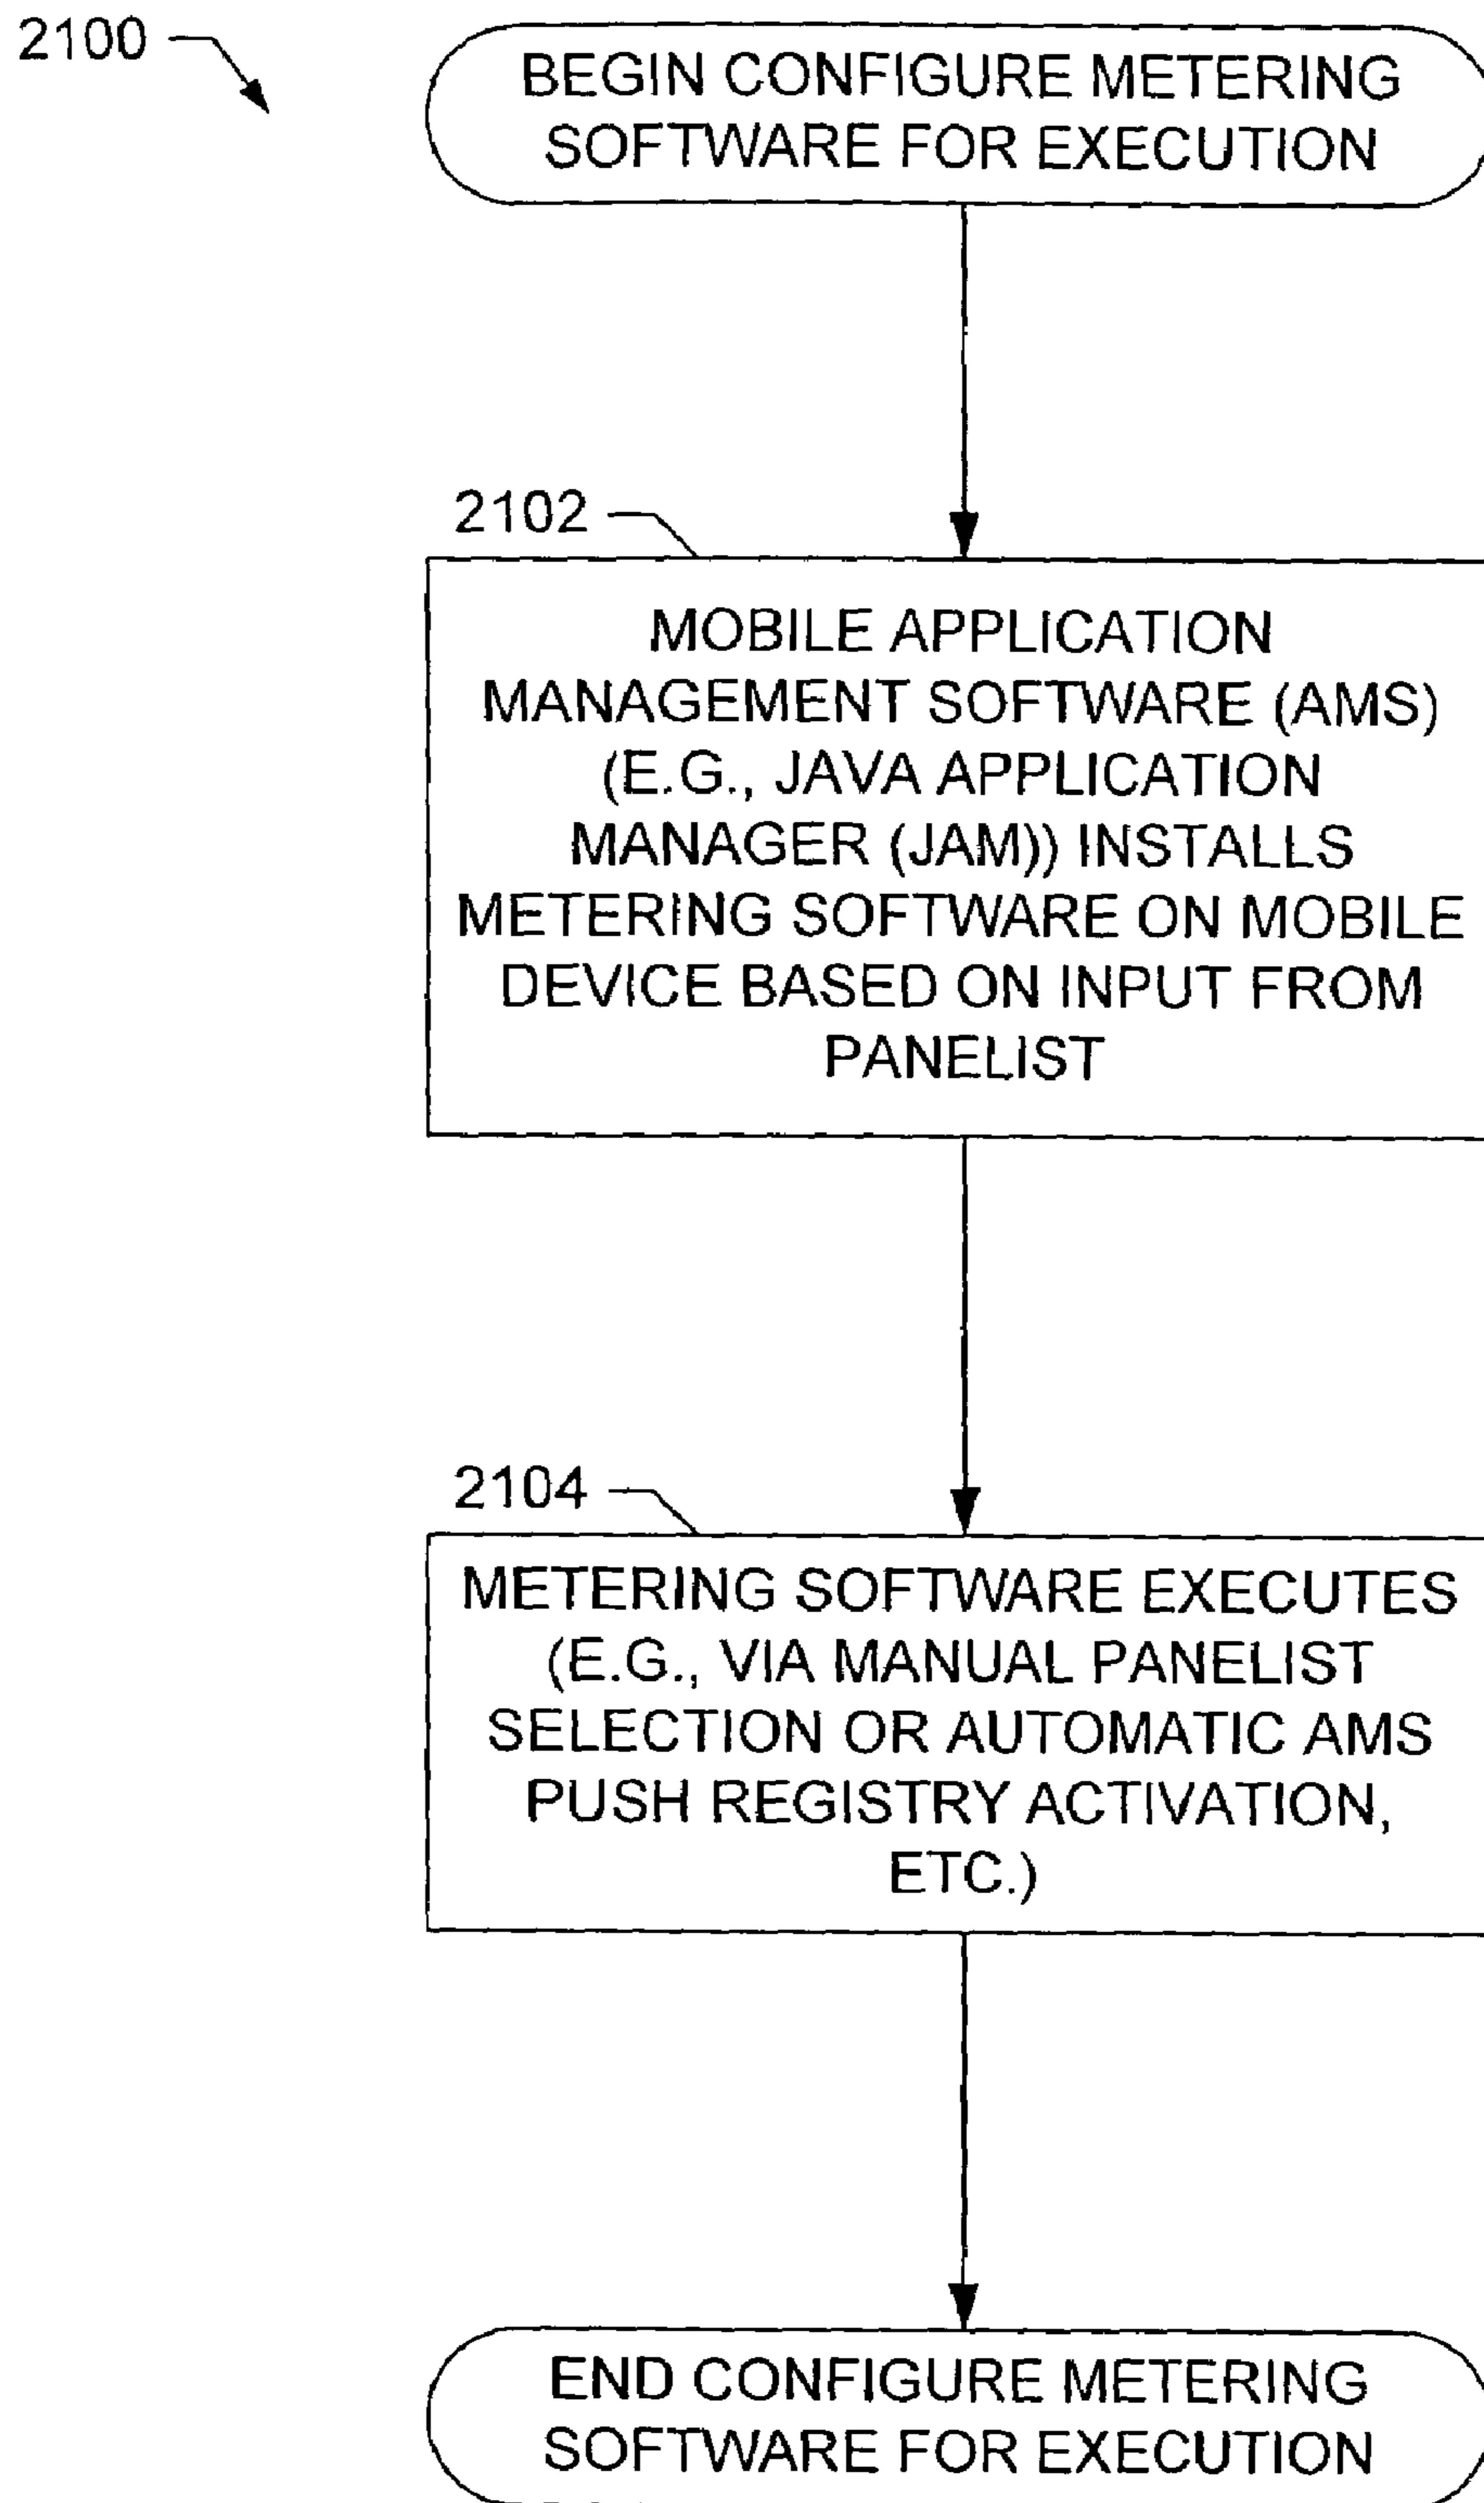 2100
BEGIN CONFIGURE METERING
SOFTWARE FOR EXECUTION
2102
MOBILE APPLICATION
MANAGEMENT SOFTWARE (AMS)
(E.G., JAVA APPLICATION
MANAGER (JAM)) INSTALLS
METERING SOFTWARE ON MOBILE
DEVICE BASED ON INPUT FROM
PANELIST
2104
METERING SOFTWARE EXECUTES
(E.G., VIA MANUAL PANELIST
SELECTION OR AUTOMATIC AMS
PUSH REGISTRY ACTIVATION,
ETC.)
END CONFIGURE METERING
SOFTWARE FOR EXECUTION